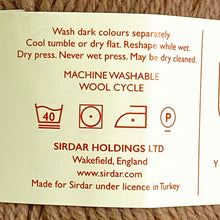 Wash dark colours separately.
Cool tumble or dry flat. Reshape while wet.
Dry press. Never wet press. May be dry cleaned.
MACHINE WASHABLE
WOOL CYCLE
40 P
SIRDAR HOLDINGS LTD
Wakefield, England
www.sirdar.com
Made for Sirdar under licence in Turkey
Y